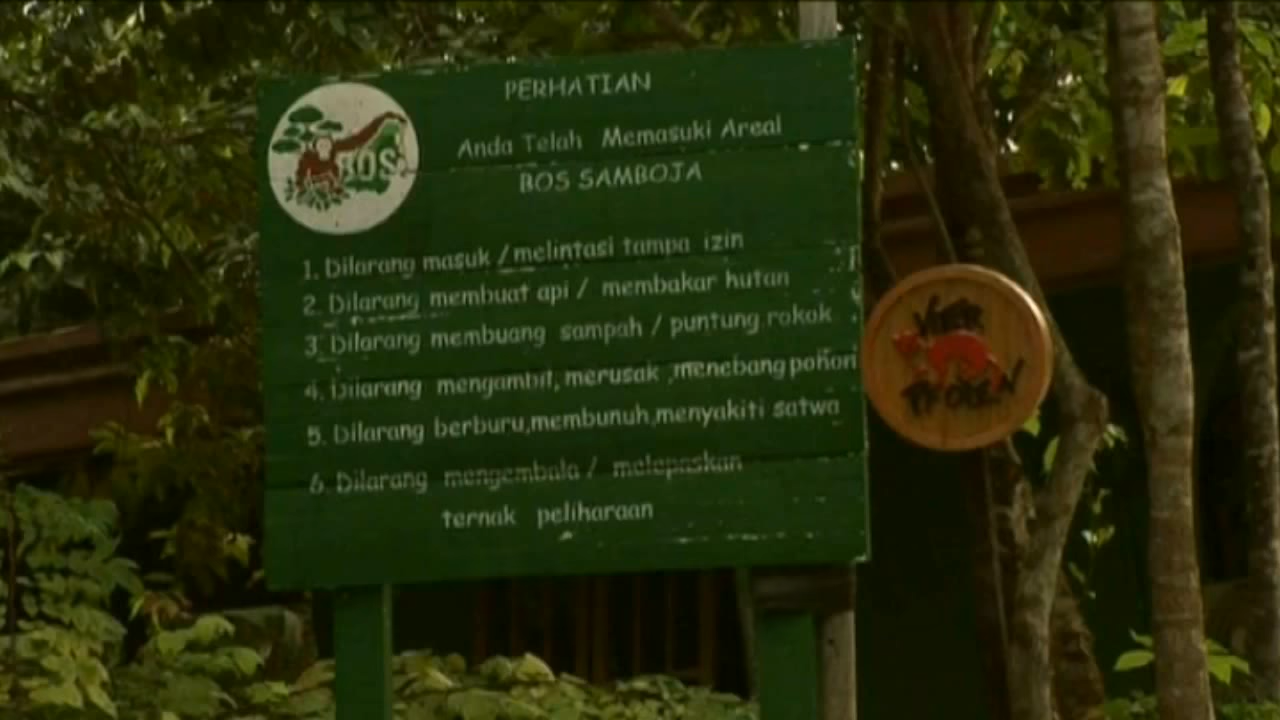 PERHATIAN
Anda Telah Memasuki Areal
BOS SAMBOJA
BOS
1. Dilarang masuk / melintasi tampa izin
2. Dilarang membuat api / membakar hutan
3. Dilarang membuang sampah / puntung rokok
4. Dilarang mengambil, merusak ,menebang pohon
5. Dilarang berburu,membunuh,menyakiti satwa
6. Dilarang mengembala / melepaskan
ternak peliharaan
VIER
PFOTEN